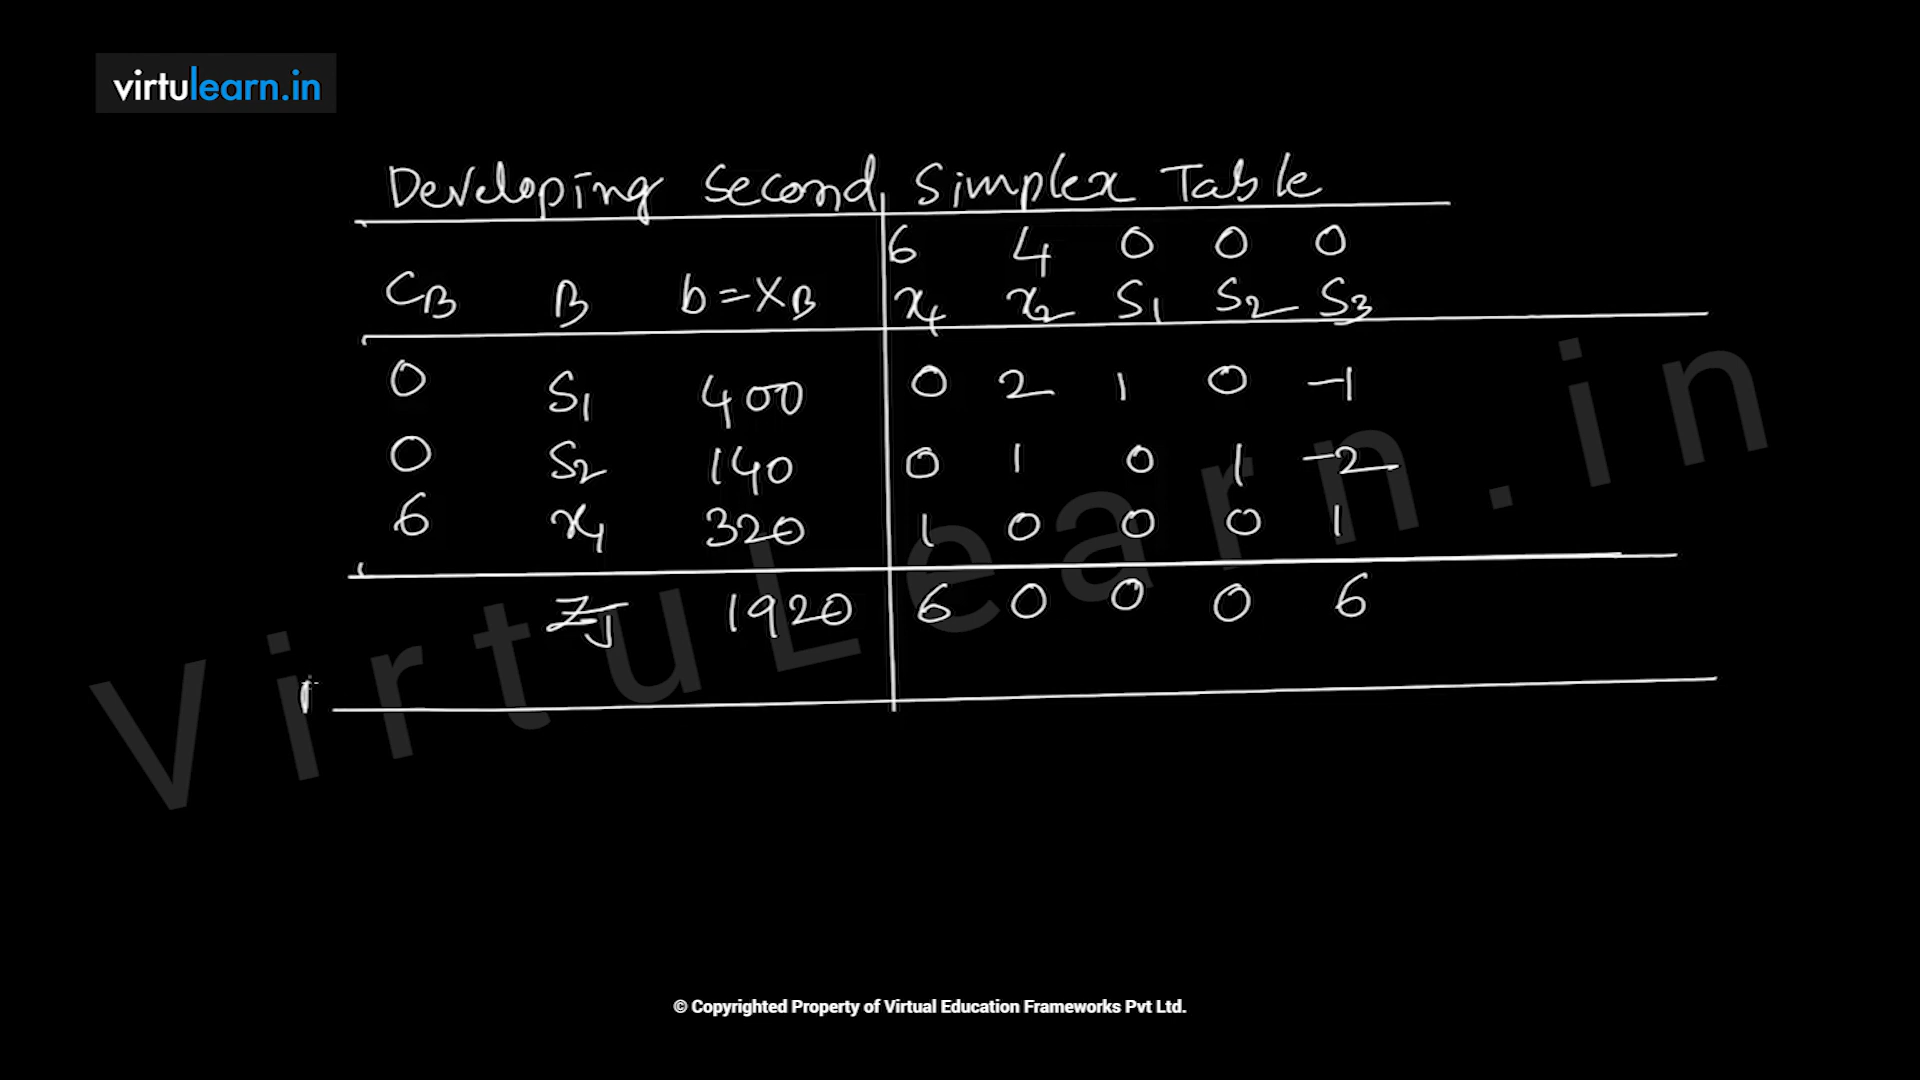 virtulearn.in
Developing Second Simplex Table
6 4 0 0 0
CB B b=XB x1 x2 S1 S2 S3
0 S1 400 0 2 1 0 -1
0 S2 140 0 1 0 1 -2
6 x1 320 1 0 0 0 1
ZJ 1920 6 0 0 0 6
VirtuLearn.in
© Copyrighted Property of Virtual Education Frameworks Pvt Ltd.